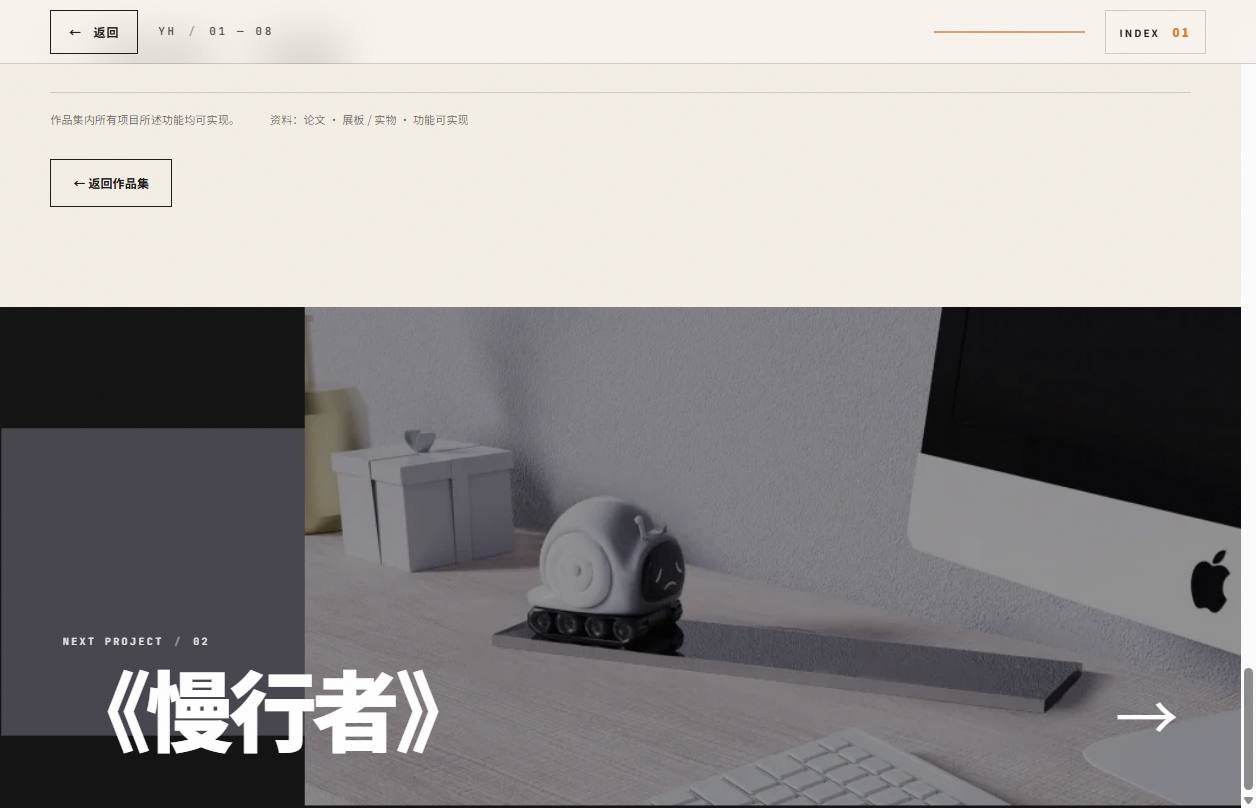 ← 返回
YH / 01 — 08
INDEX 01
作品集内所有项目所述功能均可实现。 资料：论文 · 展板 / 实物 · 功能可实现
← 返回作品集
NEXT PROJECT / 02
《慢行者》
→